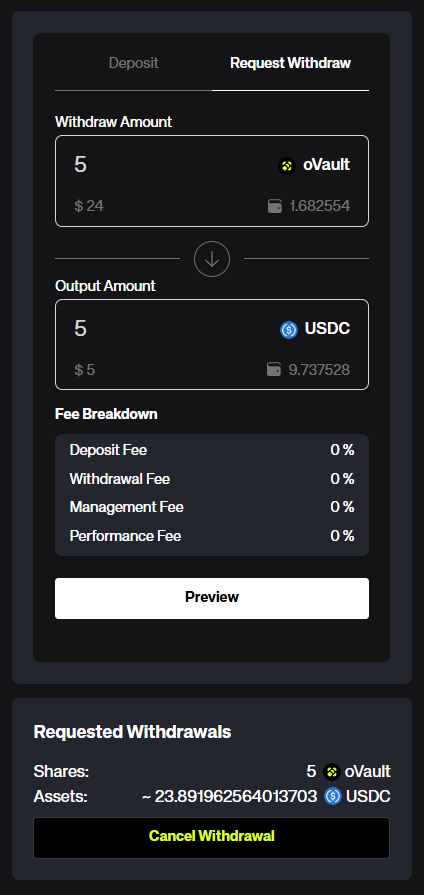 Deposit Request Withdraw
Withdraw Amount
5 oVault
$ 24 1.682554
Output Amount
5 USDC
$ 5 9.737528
Fee Breakdown
Deposit Fee 0 %
Withdrawal Fee 0 %
Management Fee 0 %
Performance Fee 0 %
Preview
Requested Withdrawals
Shares: 5 oVault
Assets: ~ 23.891962564013703 USDC
Cancel Withdrawal